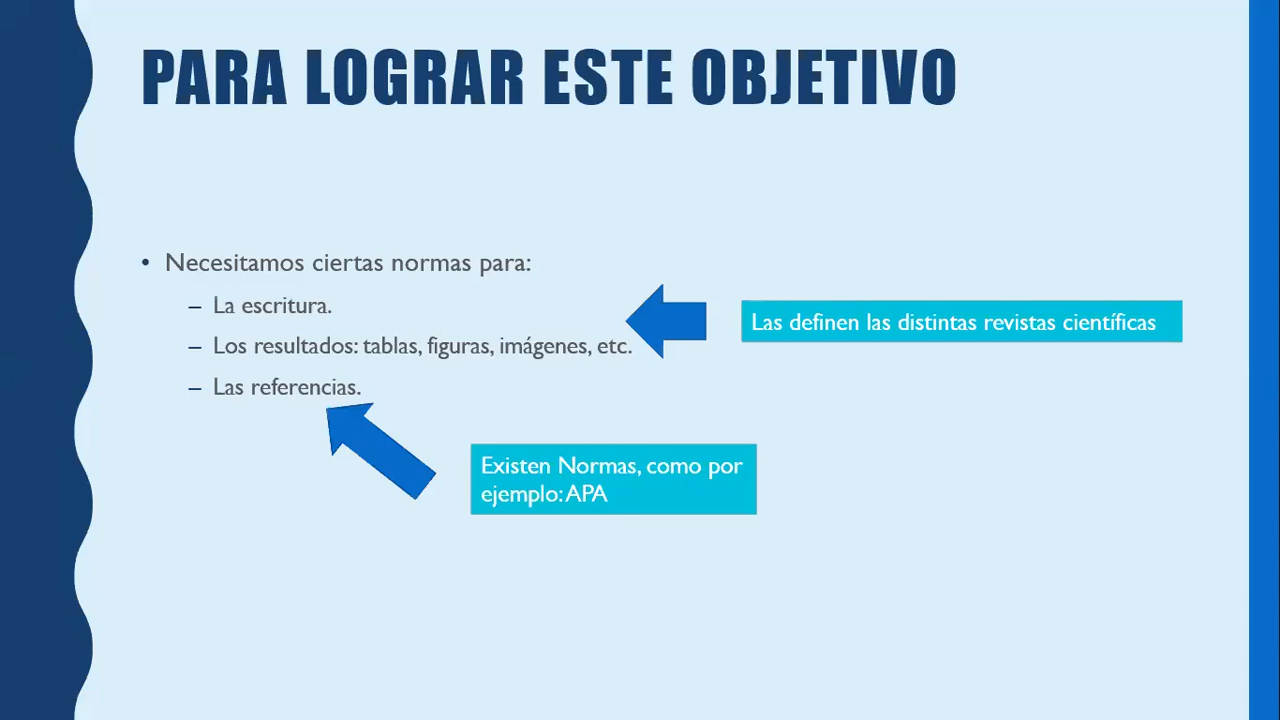 PARA LOGRAR ESTE OBJETIVO
• Necesitamos ciertas normas para:
– La escritura.
Las definen las distintas revistas científicas
– Los resultados: tablas, figuras, imágenes, etc.
– Las referencias.
Existen Normas, como por
ejemplo: APA